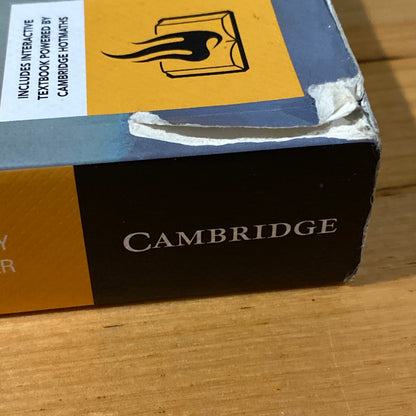 INCLUDES INTERACTIVE
TEXTBOOK POWERED BY
CAMBRIDGE HOTMATHS
CAMBRIDGE